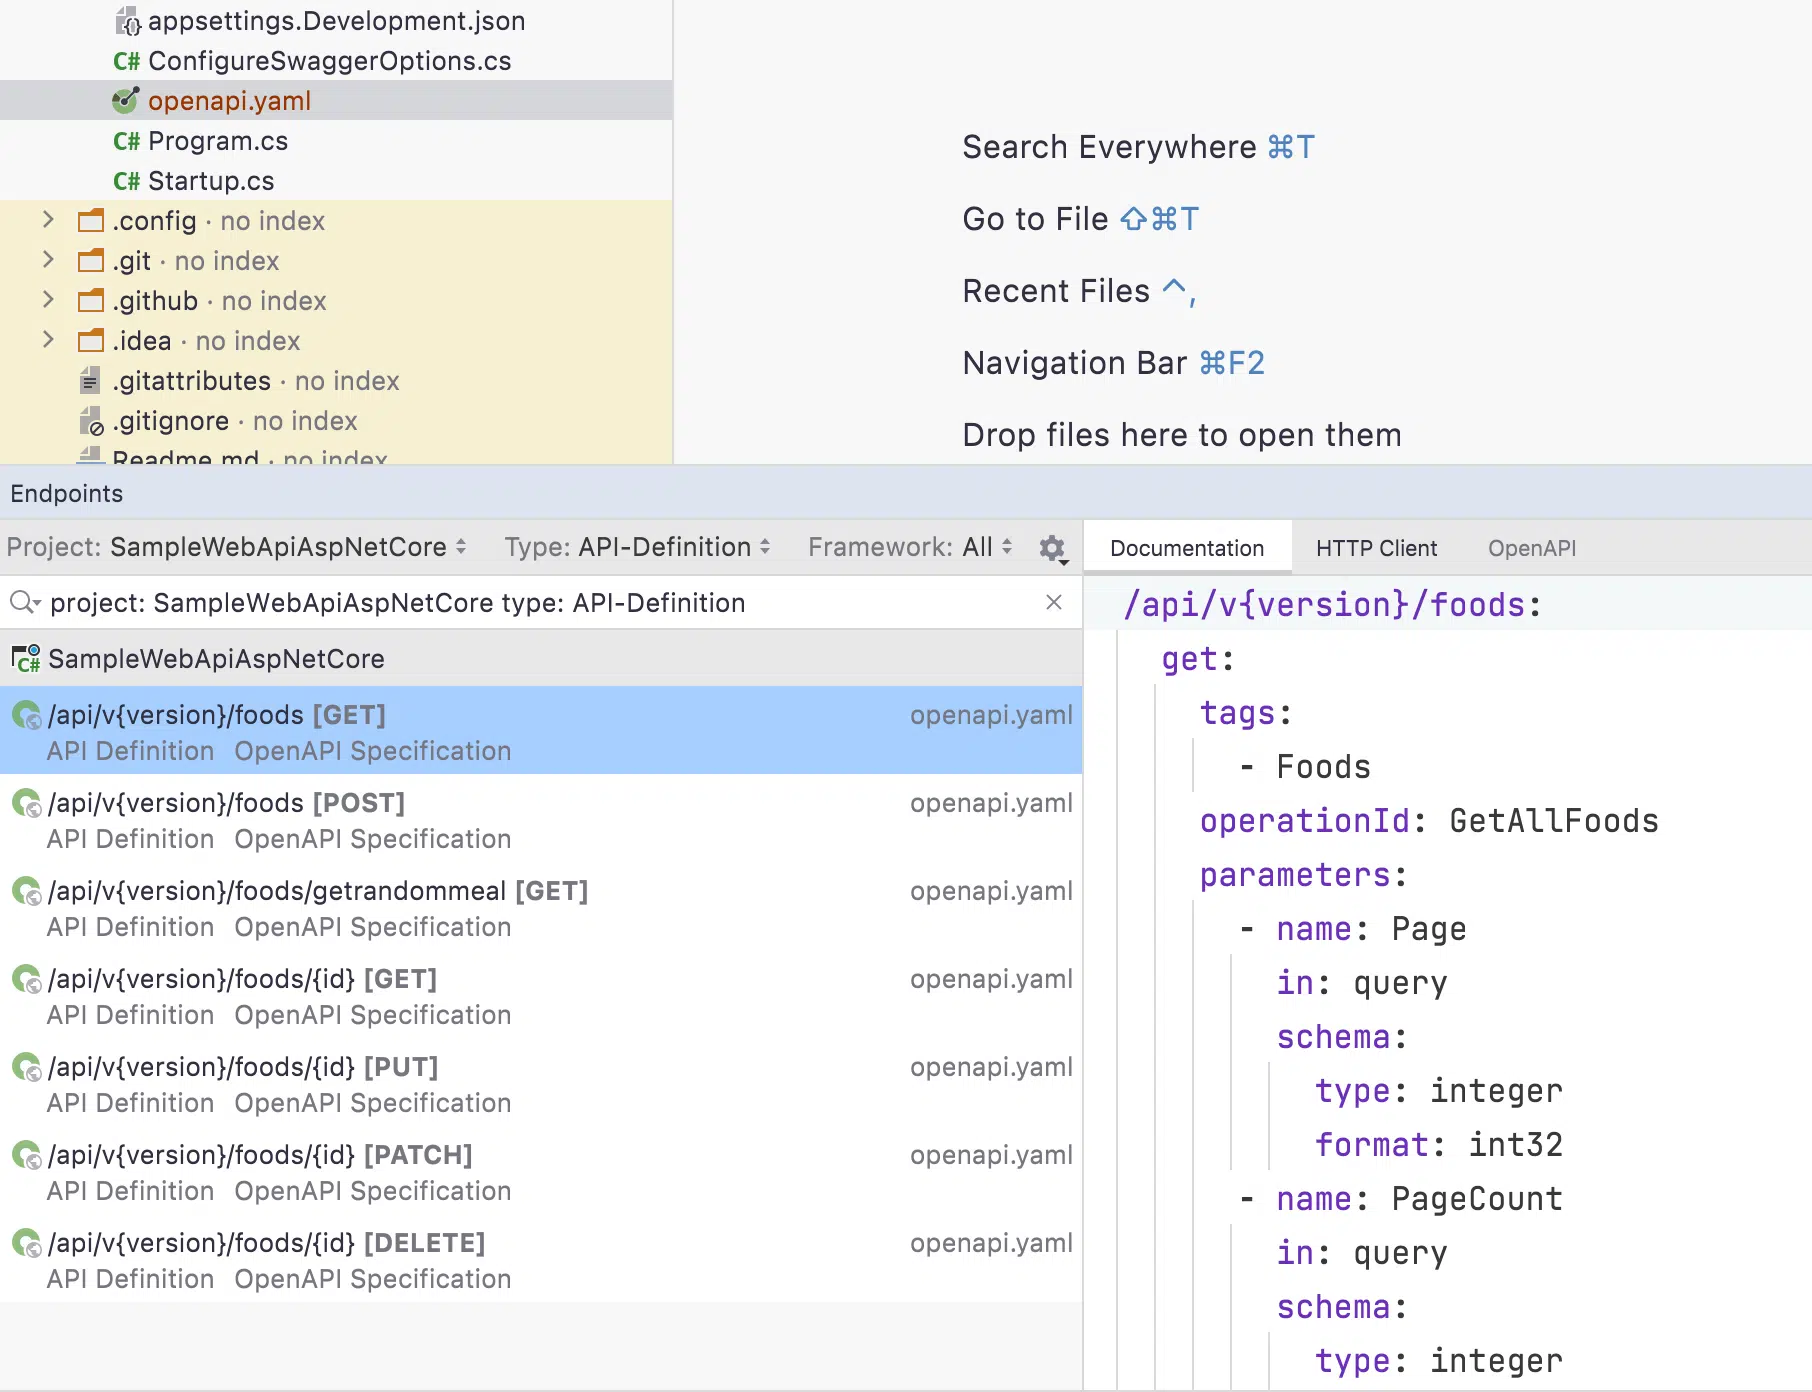 appsettings.Development.json
C# ConfigureSwaggerOptions.cs
openapi.yaml
C# Program.cs
C# Startup.cs
.config · no index
.git · no index
.github · no index
.idea · no index
.gitattributes · no index
.gitignore · no index
Readme.md · no index
Search Everywhere ⌘T
Go to File ⇧⌘T
Recent Files ^,
Navigation Bar ⌘F2
Drop files here to open them
Endpoints
Project: SampleWebApiAspNetCore Type: API-Definition Framework: All
project: SampleWebApiAspNetCore type: API-Definition
C# SampleWebApiAspNetCore
/api/v{version}/foods [GET] openapi.yaml
API Definition OpenAPI Specification
/api/v{version}/foods [POST] openapi.yaml
API Definition OpenAPI Specification
/api/v{version}/foods/getrandommeal [GET] openapi.yaml
API Definition OpenAPI Specification
/api/v{version}/foods/{id} [GET] openapi.yaml
API Definition OpenAPI Specification
/api/v{version}/foods/{id} [PUT] openapi.yaml
API Definition OpenAPI Specification
/api/v{version}/foods/{id} [PATCH] openapi.yaml
API Definition OpenAPI Specification
/api/v{version}/foods/{id} [DELETE] openapi.yaml
API Definition OpenAPI Specification
Documentation HTTP Client OpenAPI
/api/v{version}/foods:
get:
tags:
- Foods
operationId: GetAllFoods
parameters:
- name: Page
in: query
schema:
type: integer
format: int32
- name: PageCount
in: query
schema:
type: integer